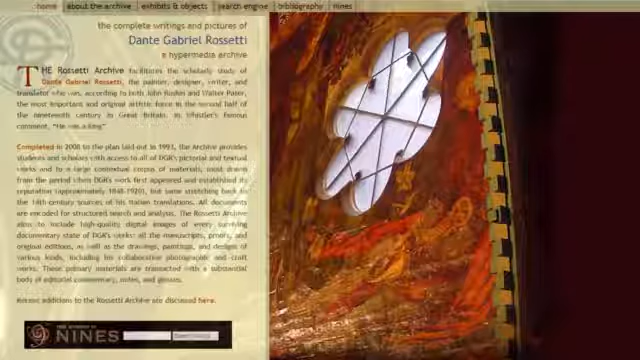 home about the archive exhibits & objects search engine bibliography nines
the complete writings and pictures of
Dante Gabriel Rossetti
a hypermedia archive
THE Rossetti Archive facilitates the scholarly study of
Dante Gabriel Rossetti, the painter, designer, writer, and
translator who was, according to both John Ruskin and Walter Pater,
the most important and original artistic force in the second half of
the nineteenth century in Great Britain. In Whistler's famous
comment, "He was a king"
Completed in 2008 to the plan laid out in 1993, the Archive provides
students and scholars with access to all of DGR's pictorial and textual
works and to a large contextual corpus of materials, most drawn
from the period when DGR's work first appeared and established its
reputation (approximately 1848-1920), but some stretching back to
the 14th-century sources of his Italian translations. All documents
are encoded for structured search and analysis. The Rossetti Archive
aims to include high-quality digital images of every surviving
documentary state of DGR's works: all the manuscripts, proofs, and
original editions, as well as the drawings, paintings, and designs of
various kinds, including his collaborative photographic and craft
works. These primary materials are transacted with a substantial
body of editorial commentary, notes, and glosses.
Recent additions to the Rossetti Archive are discussed here.
NINES